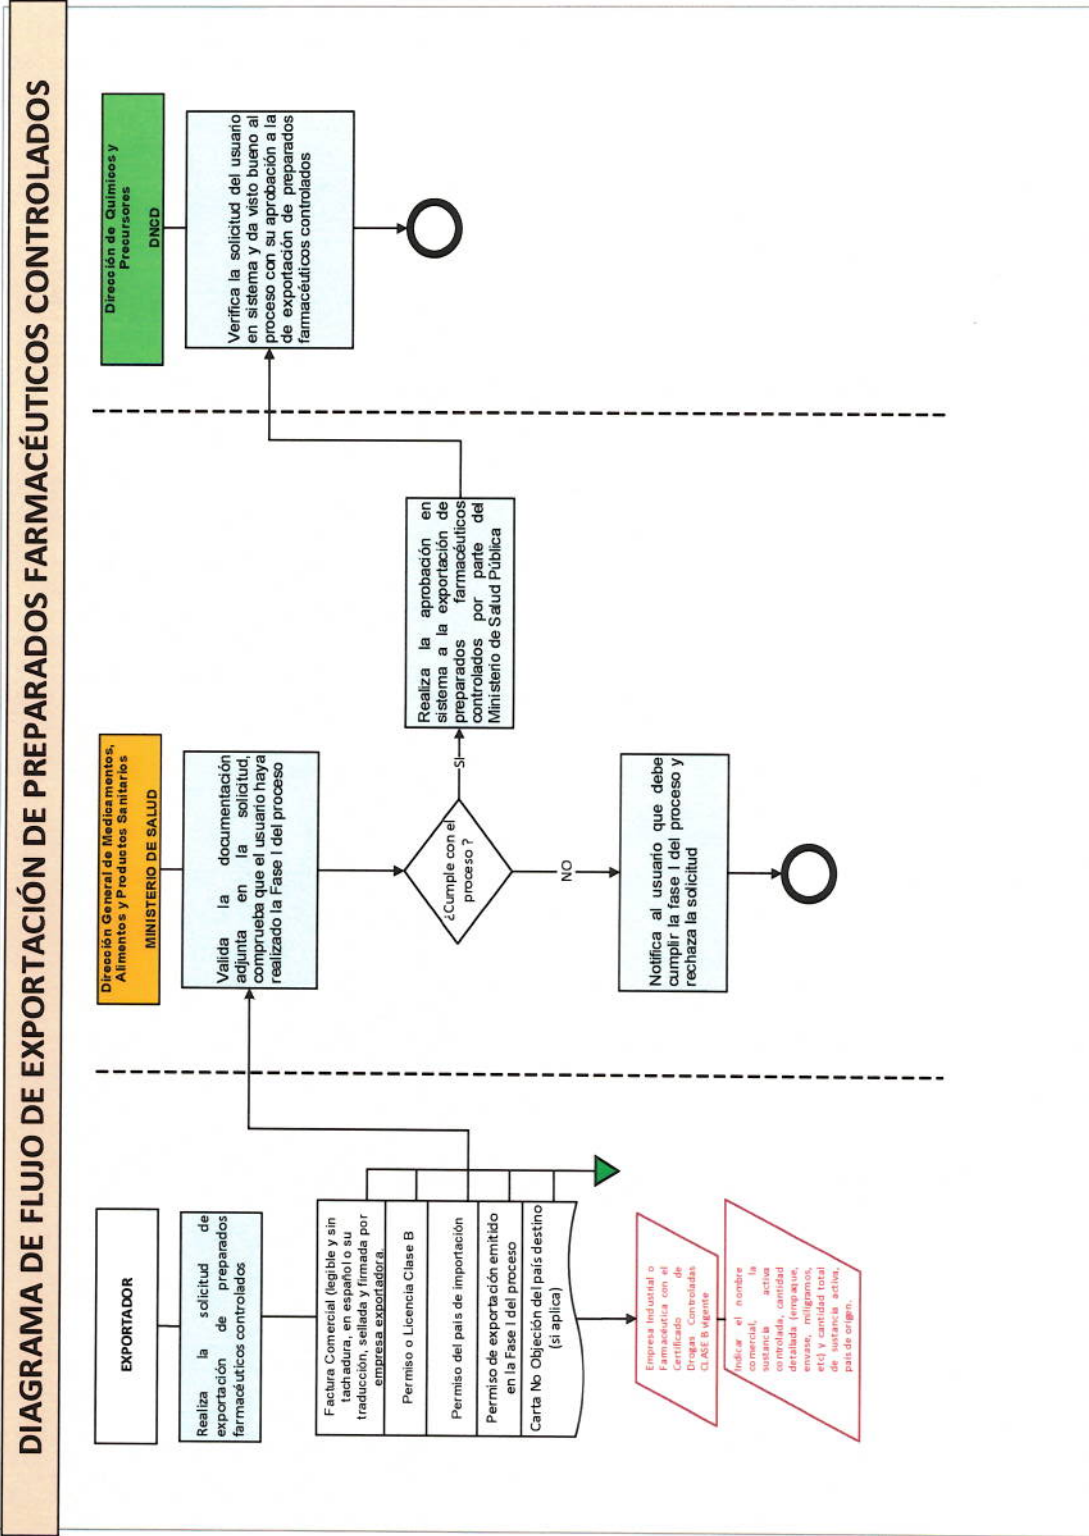 DIAGRAMA DE FLUJO DE EXPORTACIÓN DE PREPARADOS FARMACÉUTICOS CONTROLADOS
EXPORTADOR
Realiza la solicitud de
exportación de preparados
farmacéuticos controlados
Factura Comercial (legible y sin
tachadura, en español o su
traducción, sellada y firmada por
empresa exportadora.
Permiso o Licencia Clase B
Permiso del país de importación
Permiso de exportación emitido
en la Fase I del proceso
Carta No Objeción del país destino
(si aplica)
Empresa Industrial o
Farmacéutica con el
Certificado de
Drogas Controladas
CLASE B vigente
Indicar el nombre
comercial, la
sustancia activa
controlada, cantidad
detallada (empaque,
envase, miligramos,
etc) y cantidad total
de sustancia activa,
país de origen.
Dirección General de Medicamentos,
Alimentos y Productos Sanitarios
MINISTERIO DE SALUD
Valida la documentación
adjunta en la solicitud,
comprueba que el usuario haya
realizado la Fase I del proceso
¿Cumple con el
proceso ?
SI
NO
Realiza la aprobación en
sistema a la exportación de
preparados farmacéuticos
controlados por parte del
Ministerio de Salud Pública
Notifica al usuario que debe
cumplir la fase I del proceso y
rechaza la solicitud
Dirección de Químicos y
Precursores
DNCD
Verifica la solicitud del usuario
en sistema y da visto bueno al
proceso con su aprobación a la
de exportación de preparados
farmacéuticos controlados